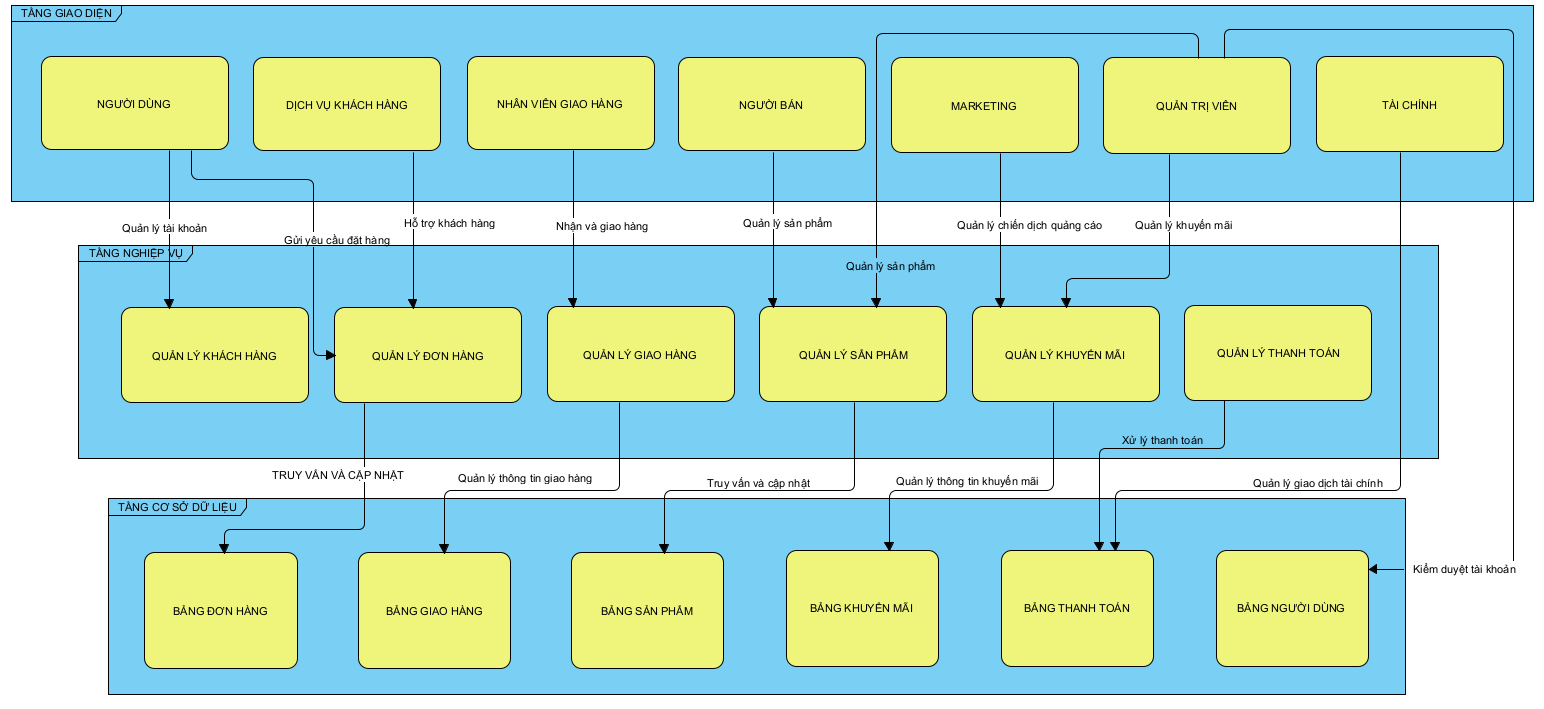 TẦNG GIAO DIỆN
NGƯỜI DÙNG
DỊCH VỤ KHÁCH HÀNG
NHÂN VIÊN GIAO HÀNG
NGƯỜI BÁN
MARKETING
QUẢN TRỊ VIÊN
TÀI CHÍNH
Quản lý tài khoản
Gửi yêu cầu đặt hàng
Hỗ trợ khách hàng
Nhận và giao hàng
Quản lý sản phẩm
Quản lý sản phẩm
Quản lý chiến dịch quảng cáo
Quản lý khuyến mãi
TẦNG NGHIỆP VỤ
QUẢN LÝ KHÁCH HÀNG
QUẢN LÝ ĐƠN HÀNG
QUẢN LÝ GIAO HÀNG
QUẢN LÝ SẢN PHẨM
QUẢN LÝ KHUYẾN MÃI
QUẢN LÝ THANH TOÁN
Xử lý thanh toán
TRUY VẤN VÀ CẬP NHẬT
Quản lý thông tin giao hàng
Truy vấn và cập nhật
Quản lý thông tin khuyến mãi
Quản lý giao dịch tài chính
TẦNG CƠ SỞ DỮ LIỆU
Kiểm duyệt tài khoản
BẢNG ĐƠN HÀNG
BẢNG GIAO HÀNG
BẢNG SẢN PHẨM
BẢNG KHUYẾN MÃI
BẢNG THANH TOÁN
BẢNG NGƯỜI DÙNG